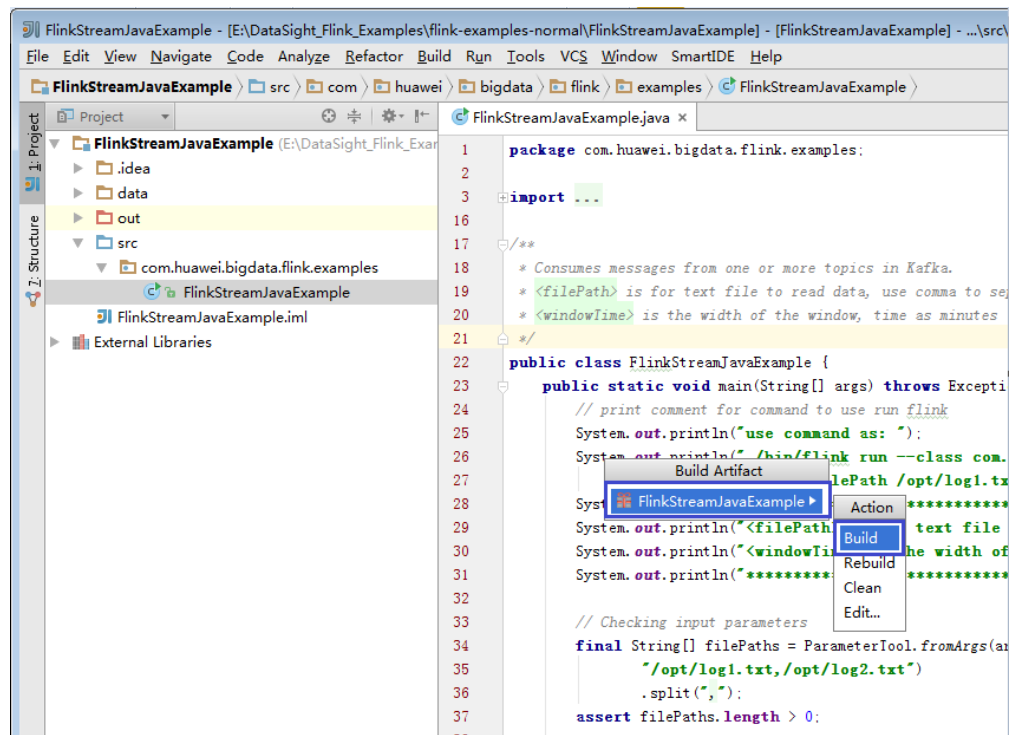 FlinkStreamJavaExample - [E:\DataSight_Flink_Examples\flink-examples-normal\FlinkStreamJavaExample] - [FlinkStreamJavaExample] - ...\src\
File Edit View Navigate Code Analyze Refactor Build Run Tools VCS Window SmartIDE Help
FlinkStreamJavaExample src com huawei bigdata flink examples FlinkStreamJavaExample
1: Project
7: Structure
Project
FlinkStreamJavaExample (E:\DataSight_Flink_Exar
.idea
data
out
src
com.huawei.bigdata.flink.examples
FlinkStreamJavaExample
FlinkStreamJavaExample.iml
External Libraries
FlinkStreamJavaExample.java ×
1 package com.huawei.bigdata.flink.examples;
2
3 import ...
16
17 /**
18 * Consumes messages from one or more topics in Kafka.
19 * <filePath> is for text file to read data, use comma to se
20 * <windowTime> is the width of the window, time as minutes
21 */
22 public class FlinkStreamJavaExample {
23 public static void main(String[] args) throws Excepti
24 // print comment for command to use run flink
25 System.out.println("use command as: ");
26 System.out.println("./bin/flink run --class com.
27 lePath /opt/log1.tx
28 Sys ***********
29 System.out.println("<filePath text file
30 System.out.println("<windowTi he width of
31 System.out.println("********* ***********
32
33 // Checking input parameters
34 final String[] filePaths = ParameterTool.fromArgs(ar
35 "/opt/log1.txt,/opt/log2.txt")
36 .split(",");
37 assert filePaths.length > 0;
Build Artifact
FlinkStreamJavaExample
Action
Build
Rebuild
Clean
Edit...